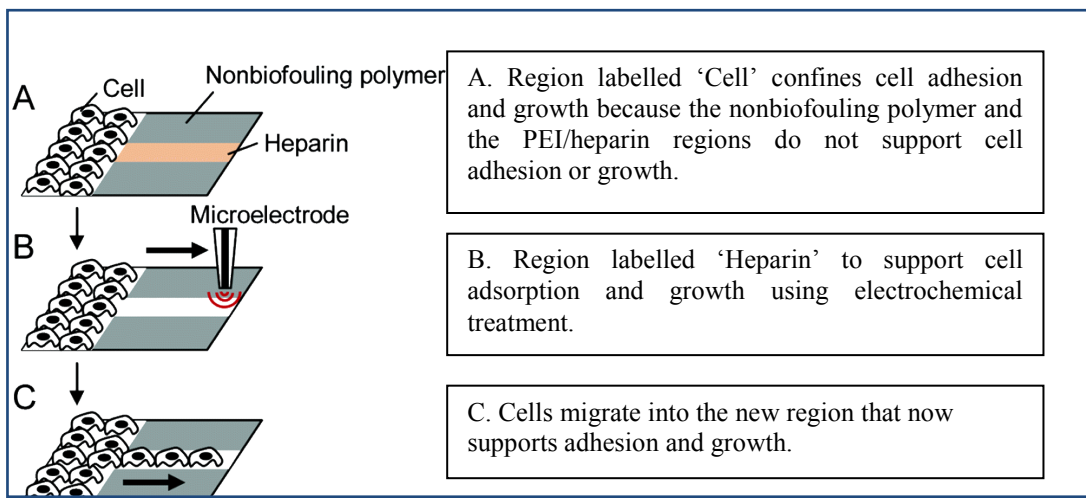 A
Cell
Nonbiofouling polymer
Heparin
A. Region labelled ‘Cell’ confines cell adhesion
and growth because the nonbiofouling polymer and
the PEI/heparin regions do not support cell
adhesion or growth.
B
Microelectrode
B. Region labelled ‘Heparin’ to support cell
adsorption and growth using electrochemical
treatment.
C
C. Cells migrate into the new region that now
supports adhesion and growth.